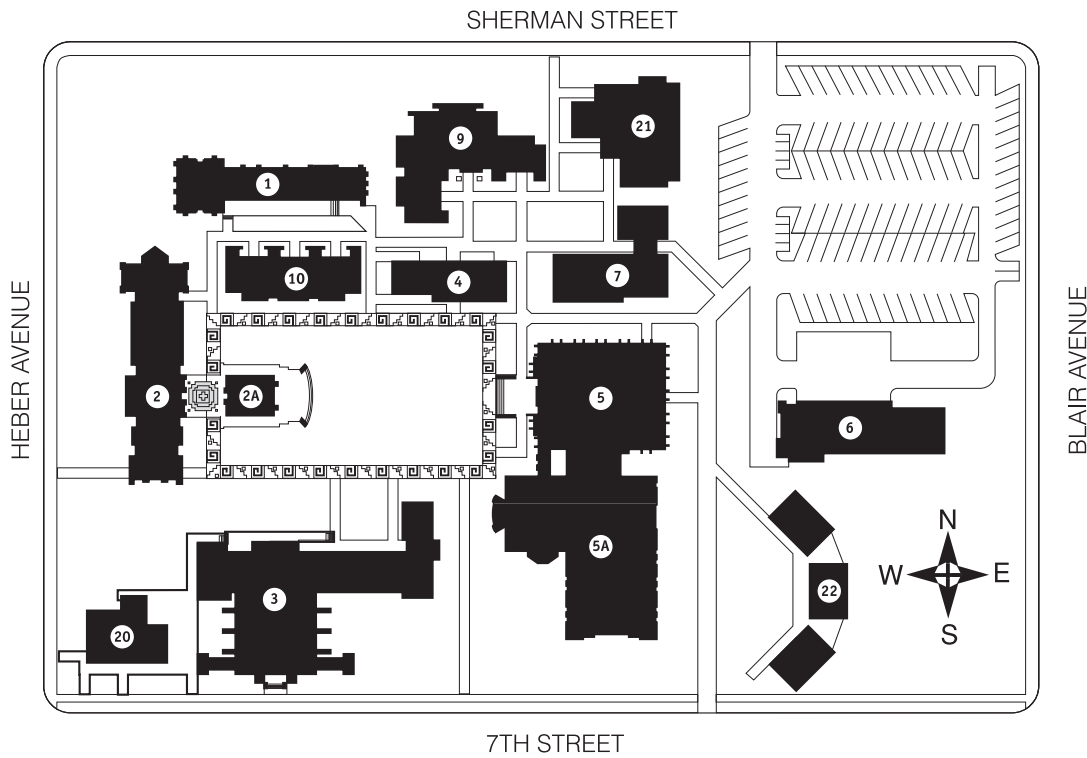 SHERMAN STREET
21
9
1
10
4
7
HEBER AVENUE
BLAIR AVENUE
2
2A
5
6
N
5A
W
E
22
3
20
S
7TH STREET